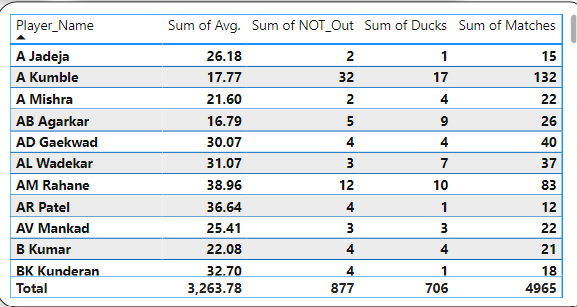 Player_Name Sum of Avg. Sum of NOT_Out Sum of Ducks Sum of Matches
A Jadeja 26.18 2 1 15
A Kumble 17.77 32 17 132
A Mishra 21.60 2 4 22
AB Agarkar 16.79 5 9 26
AD Gaekwad 30.07 4 4 40
AL Wadekar 31.07 3 7 37
AM Rahane 38.96 12 10 83
AR Patel 36.64 4 1 12
AV Mankad 25.41 3 3 22
B Kumar 22.08 4 4 21
BK Kunderan 32.70 4 1 18
Total 3,263.78 877 706 4965